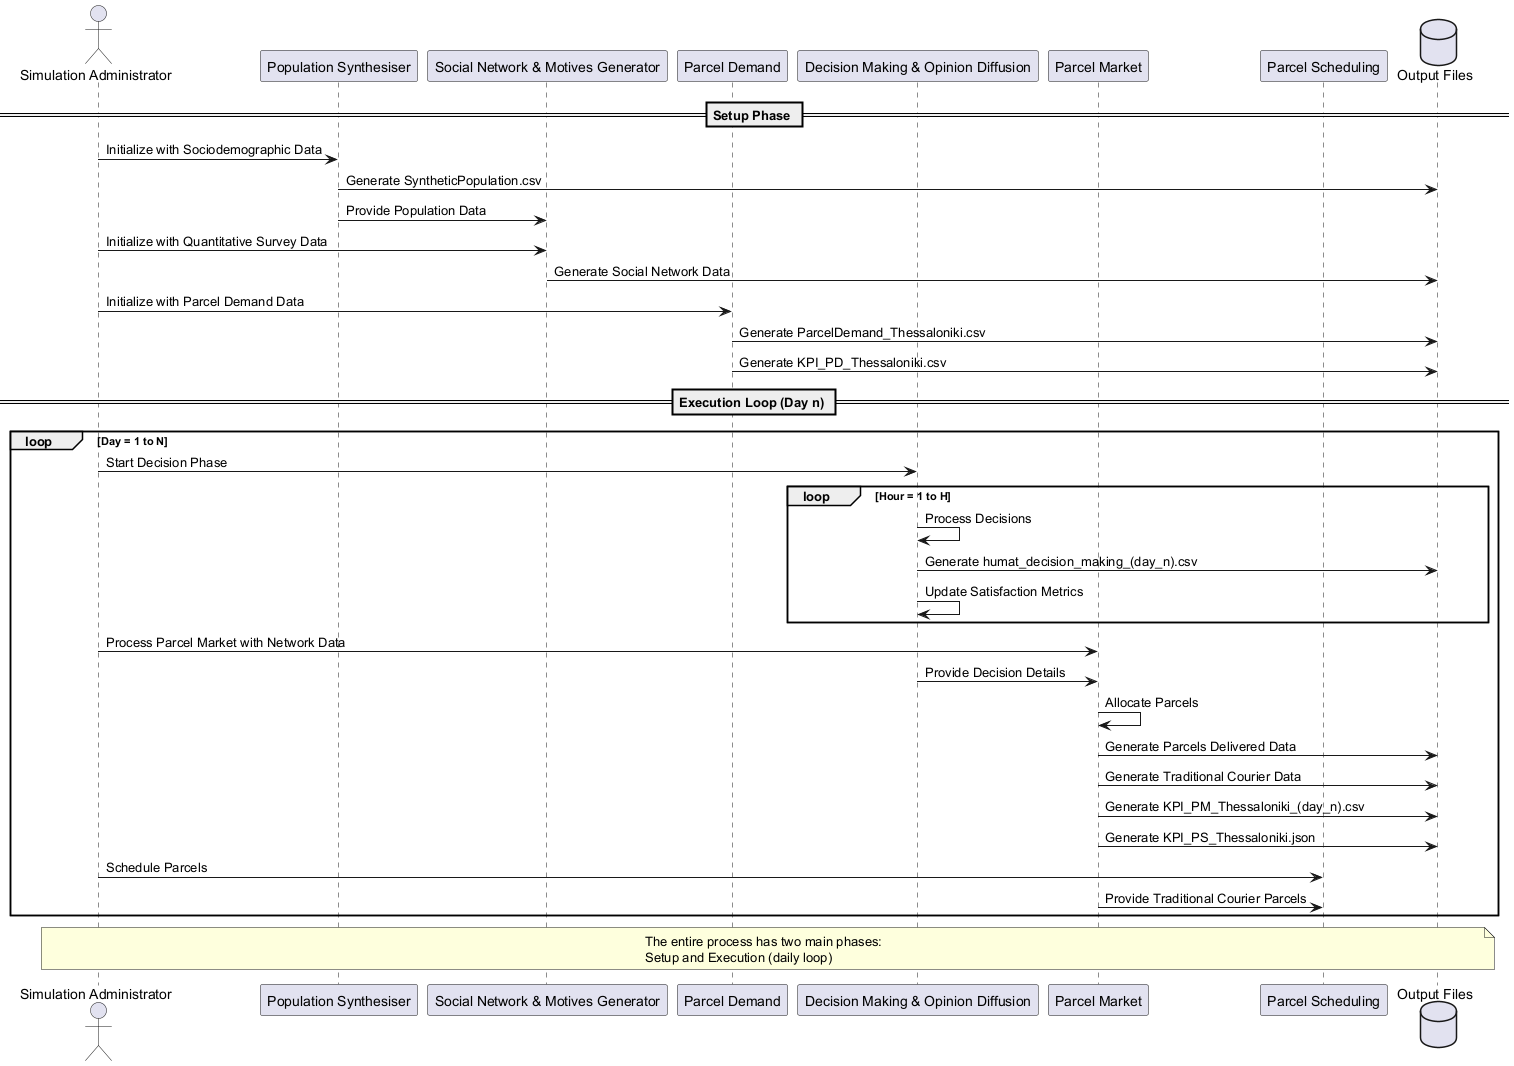 Simulation Administrator
Population Synthesiser
Social Network & Motives Generator
Parcel Demand
Decision Making & Opinion Diffusion
Parcel Market
Parcel Scheduling
Output Files
Setup Phase
Initialize with Sociodemographic Data
Generate SyntheticPopulation.csv
Provide Population Data
Initialize with Quantitative Survey Data
Generate Social Network Data
Initialize with Parcel Demand Data
Generate ParcelDemand_Thessaloniki.csv
Generate KPI_PD_Thessaloniki.csv
Execution Loop (Day n)
loop [Day = 1 to N]
Start Decision Phase
loop [Hour = 1 to H]
Process Decisions
Generate humat_decision_making_(day_n).csv
Update Satisfaction Metrics
Process Parcel Market with Network Data
Provide Decision Details
Allocate Parcels
Generate Parcels Delivered Data
Generate Traditional Courier Data
Generate KPI_PM_Thessaloniki_(day_n).csv
Generate KPI_PS_Thessaloniki.json
Schedule Parcels
Provide Traditional Courier Parcels
The entire process has two main phases:
Setup and Execution (daily loop)
Simulation Administrator
Population Synthesiser
Social Network & Motives Generator
Parcel Demand
Decision Making & Opinion Diffusion
Parcel Market
Parcel Scheduling
Output Files